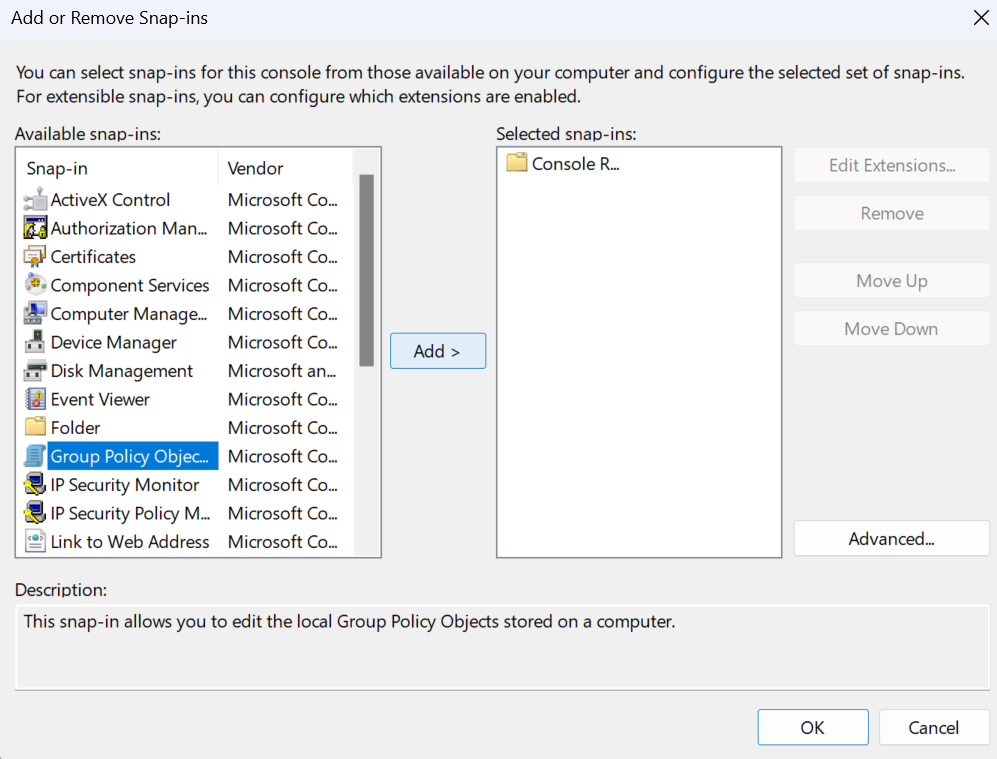 Add or Remove Snap-ins
You can select snap-ins for this console from those available on your computer and configure the selected set of snap-ins.
For extensible snap-ins, you can configure which extensions are enabled.
Available snap-ins:
Snap-in Vendor
ActiveX Control Microsoft Co...
Authorization Man... Microsoft Co...
Certificates Microsoft Co...
Component Services Microsoft Co...
Computer Manage... Microsoft Co...
Device Manager Microsoft Co...
Disk Management Microsoft an...
Event Viewer Microsoft Co...
Folder Microsoft Co...
Group Policy Objec... Microsoft Co...
IP Security Monitor Microsoft Co...
IP Security Policy M... Microsoft Co...
Link to Web Address Microsoft Co...
Add >
Selected snap-ins:
Console R...
Edit Extensions...
Remove
Move Up
Move Down
Advanced...
Description:
This snap-in allows you to edit the local Group Policy Objects stored on a computer.
OK
Cancel